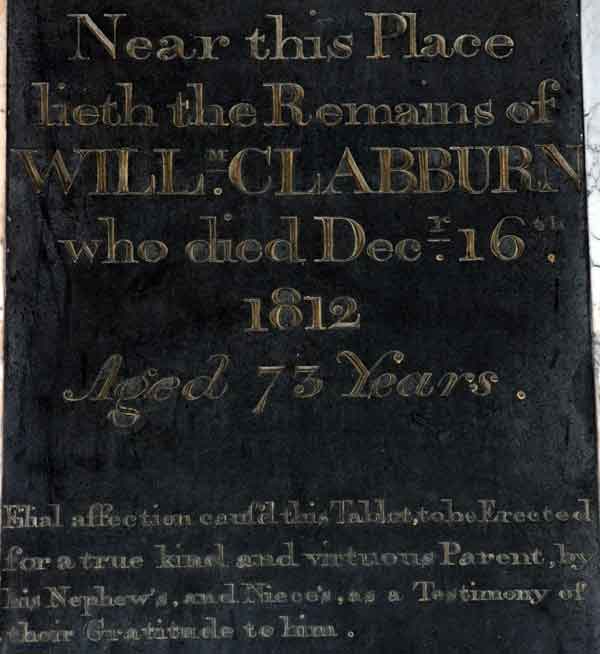 Near this Place
lieth the Remains of
WILL.M CLABBURN
who died Dec.r 16th.
1812
Aged 73 Years.
Filial affection caus'd this Tablet, to be Erected
for a true kind and virtuous Parent, by
his Nephew's, and Niece's, as a Testimony of
their Gratitude to him.